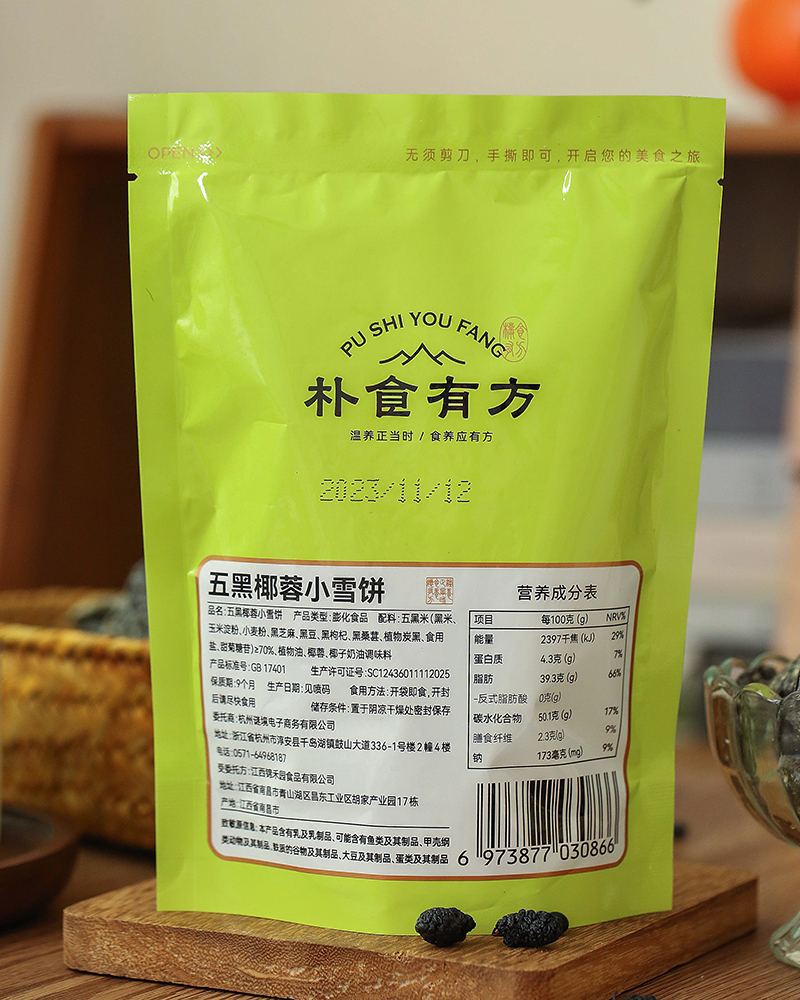 OPEN
无须剪刀，手撕即可，开启您的美食之旅
PU SHI YOU FANG
朴食有方
温养正当时 / 食养应有方
2023/11/12
五黑椰蓉小雪饼
品名：五黑椰蓉小雪饼 产品类型：膨化食品 配料：五黑米（黑米、
玉米淀粉，小麦粉、黑芝麻、黑豆、黑枸杞、黑桑葚、植物炭黑、食用
盐，甜菊糖苷）≥70%，植物油、椰蓉、椰子奶油调味料
产品标准号：GB 17401 生产许可证号：SC12436011112025
保质期：9个月 生产日期：见喷码 食用方法：开袋即食，开封
后请尽快食用 储存条件：置于阴凉干燥处密封保存
委托商：杭州谜境电子商务有限公司
地址：浙江省杭州市淳安县千岛湖镇鼓山大道336-1号楼2幢4楼
电话：0571-64968187
受委托方：江西锦禾园食品有限公司
地址：江西省南昌市青山湖区昌东工业区胡家产业园17栋
产地：江西省南昌市
致敏源信息：本产品含有乳及乳制品，可能含有鱼类及其制品、甲壳纲
类动物及其制品、麸质的谷物及其制品、大豆及其制品、蛋类及其制品
营养成分表
项目 每100克 (g) NRV%
能量 2397千焦 (kJ) 29%
蛋白质 4.3克 (g) 7%
脂肪 39.3克 (g) 66%
-反式脂肪酸 0克(g)
碳水化合物 50.1克 (g) 17%
膳食纤维 2.3克(g) 9%
钠 173毫克 (mg) 9%
6 973877 030866